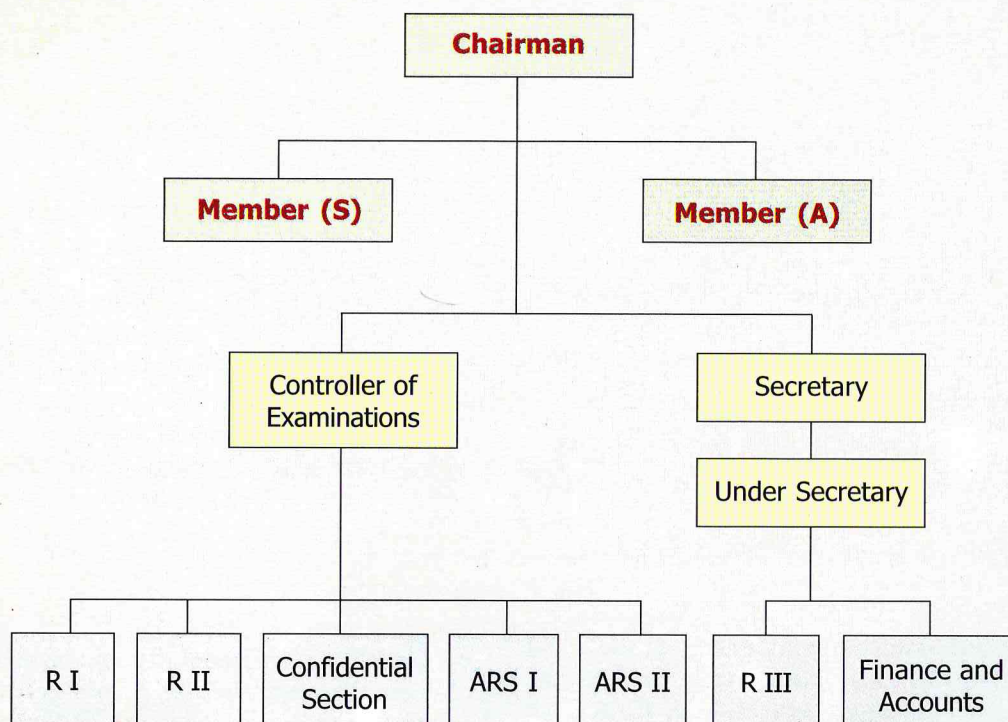 Chairman
Member (S)
Member (A)
Controller of
Examinations
Secretary
Under Secretary
R I
R II
Confidential
Section
ARS I
ARS II
R III
Finance and
Accounts